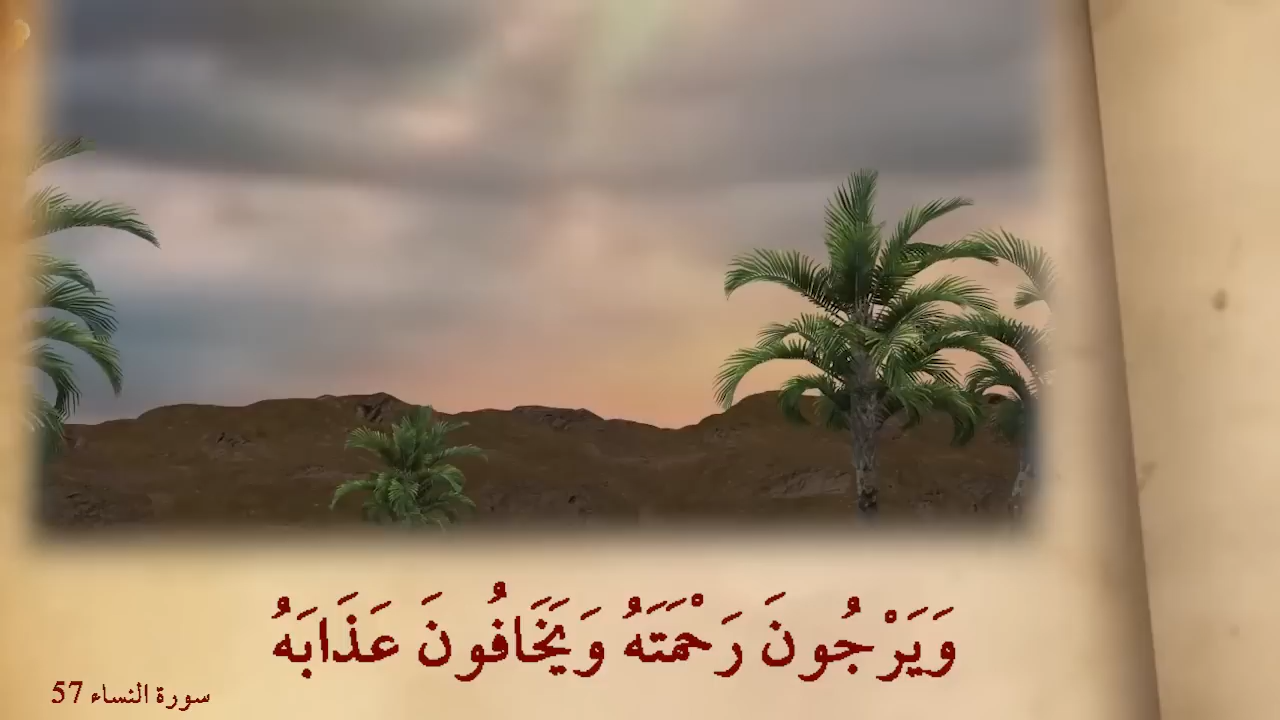 وَيَرْجُونَ رَحْمَتَهُ وَيَخَافُونَ عَذَابَهُ
سورة النساء 57